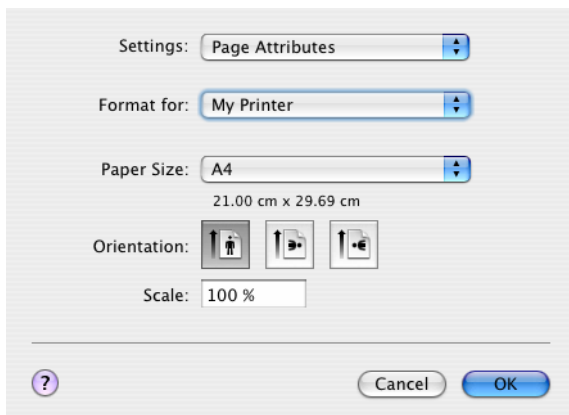 Settings: Page Attributes
Format for: My Printer
Paper Size: A4
21.00 cm x 29.69 cm
Orientation:
Scale: 100 %
? Cancel OK